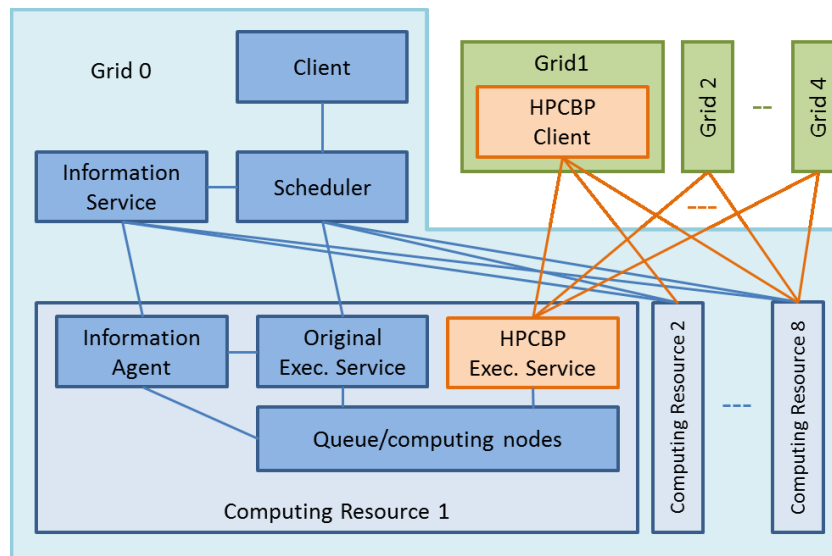 Grid 0
Client
Grid1
HPCBP
Client
Grid 2
--
Grid 4
Information
Service
Scheduler
----
Information
Agent
Original
Exec. Service
HPCBP
Exec. Service
Queue/computing nodes
Computing Resource 1
Computing Resource 2
---
Computing Resource 8